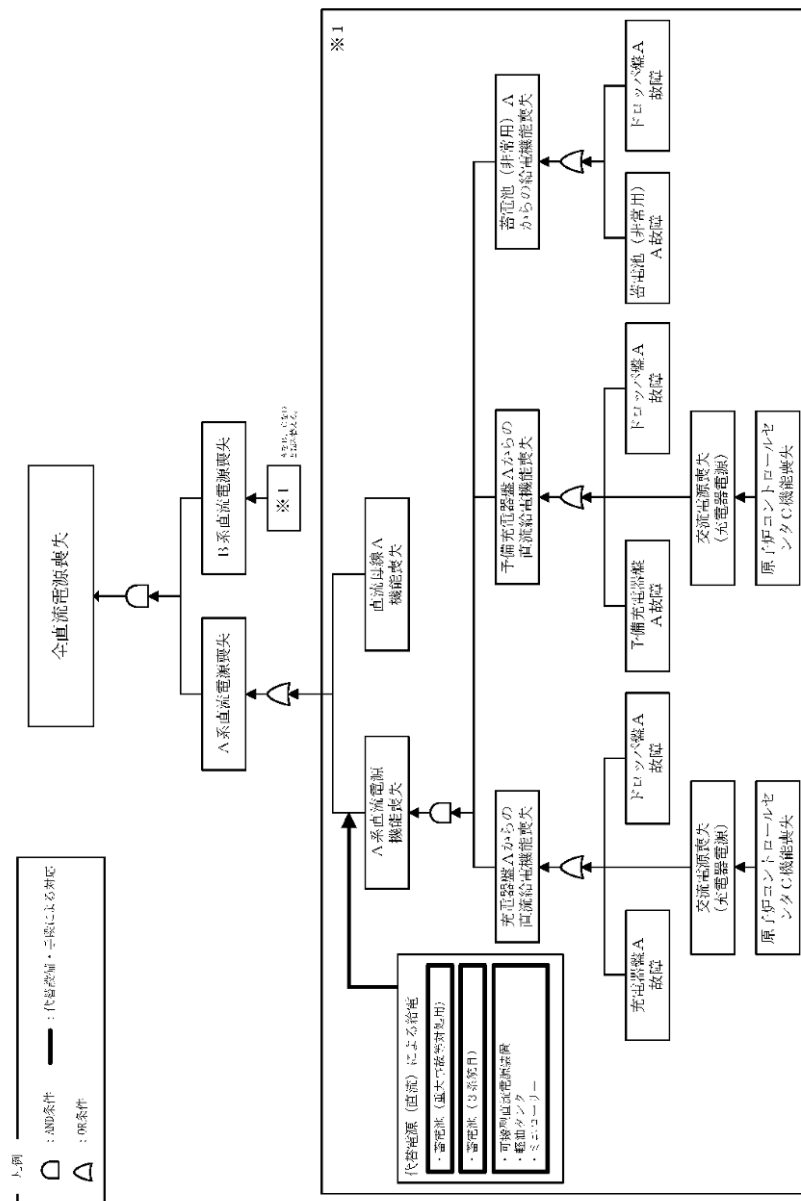 凡例
：AND条件
：OR条件
：代替設備・手段による対応
全直流電源喪失
A系直流電源喪失
B系直流電源喪失
※1
※1
A系直流電源
機能喪失
直流母線A
機能喪失
代替電源（直流）による給電
・蓄電池（重大事故等対処用）
・蓄電池（3系統目）
・可搬型直流電源装置
・軽油タンク
・ミニローリー
充電器盤Aからの
直流給電機能喪失
予備充電器盤Aからの
直流給電機能喪失
蓄電池（非常用）A
からの給電機能喪失
充電器盤A
故障
ドロッパ盤A
故障
予備充電器盤
A故障
ドロッパ盤A
故障
蓄電池（非常用）
A故障
ドロッパ盤A
故障
交流電源喪失
（充電器電源）
交流電源喪失
（充電器電源）
原子炉コントロールセ
ンタC機能喪失
原子炉コントロールセ
ンタC機能喪失